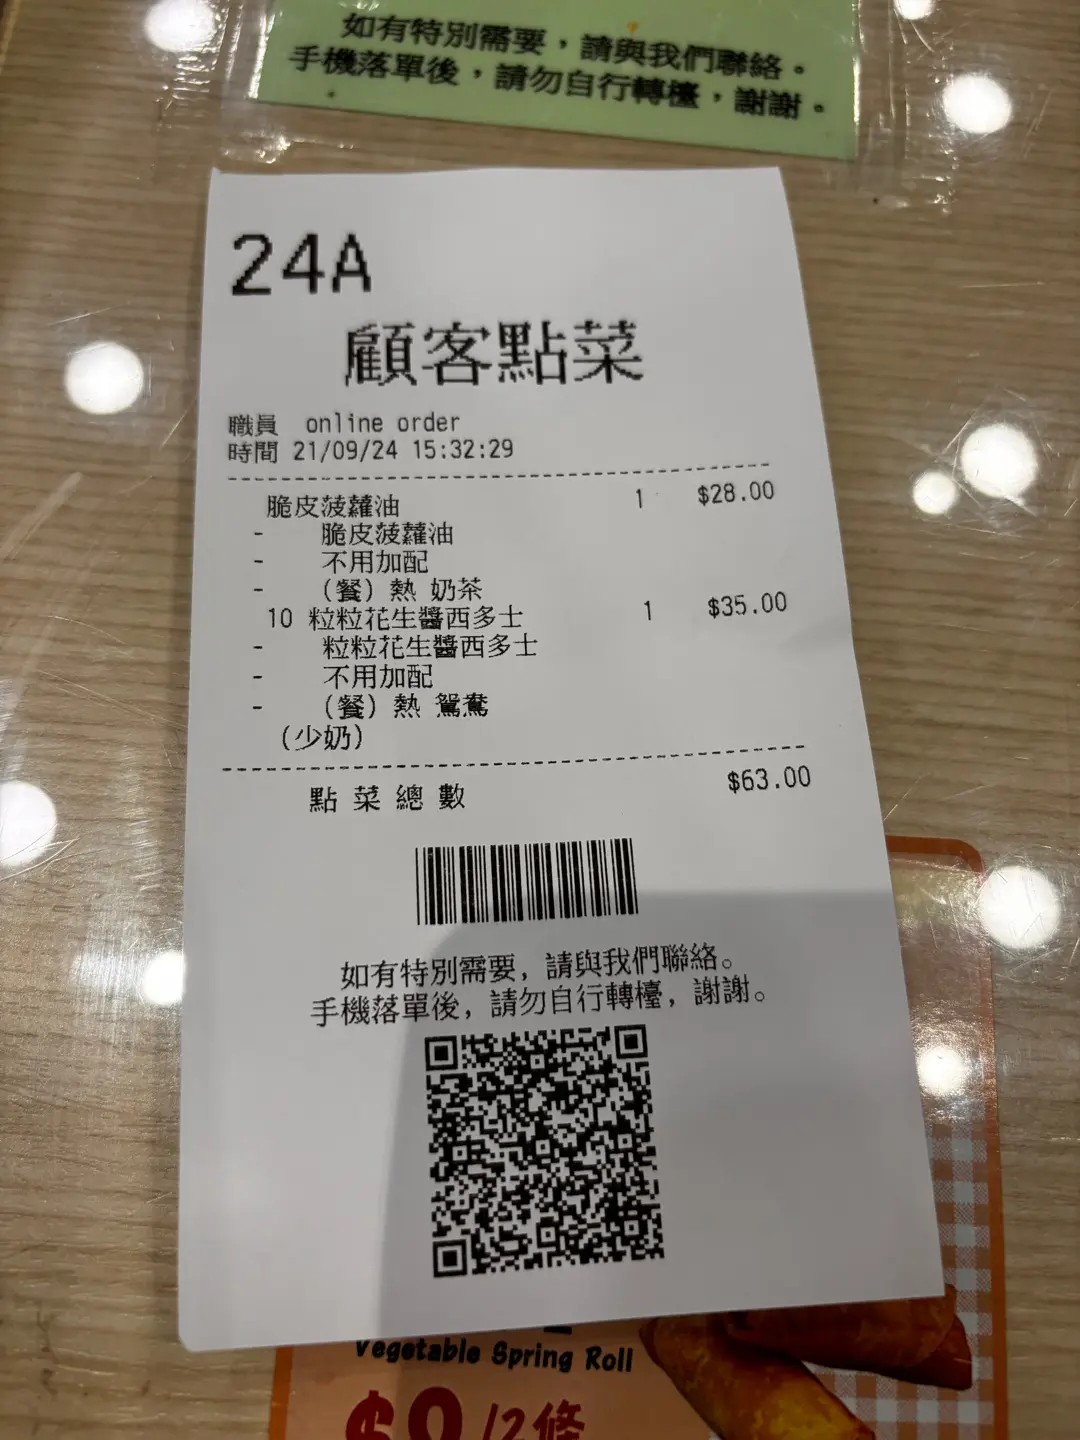 如有特別需要，請與我們聯絡。
手機落單後，請勿自行轉檯，謝謝。
24A
顧客點菜
職員 online order
時間 21/09/24 15:32:29
脆皮菠蘿油 1 $28.00
- 脆皮菠蘿油
- 不用加配
- （餐）熱 奶茶
10 粒粒花生醬西多士 1 $35.00
- 粒粒花生醬西多士
- 不用加配
- （餐）熱 鴛鴦
（少奶）
點菜總數 $63.00
如有特別需要，請與我們聯絡。
手機落單後，請勿自行轉檯，謝謝。
Vegetable Spring Roll
/2條